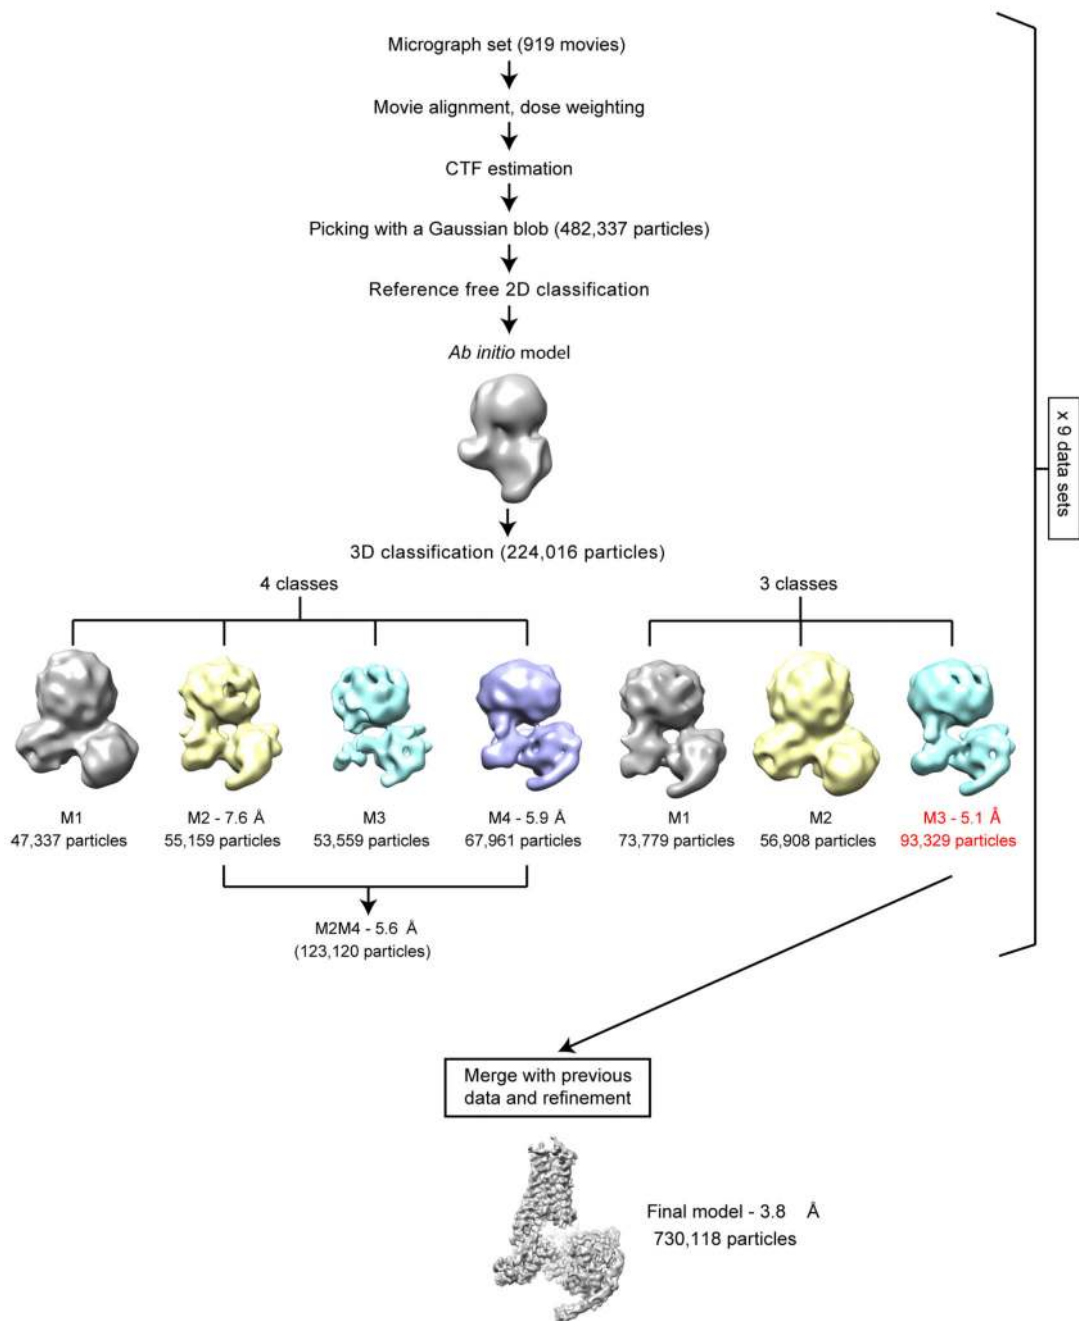 Micrograph set (919 movies)
Movie alignment, dose weighting
CTF estimation
Picking with a Gaussian blob (482,337 particles)
Reference free 2D classification
Ab initio model
3D classification (224,016 particles)
4 classes
3 classes
M1
47,337 particles
M2 - 7.6 Å
55,159 particles
M3
53,559 particles
M4 - 5.9 Å
67,961 particles
M1
73,779 particles
M2
56,908 particles
M3 - 5.1 Å
93,329 particles
M2M4 - 5.6 Å
(123,120 particles)
x 9 data sets
Merge with previous
data and refinement
Final model - 3.8 Å
730,118 particles